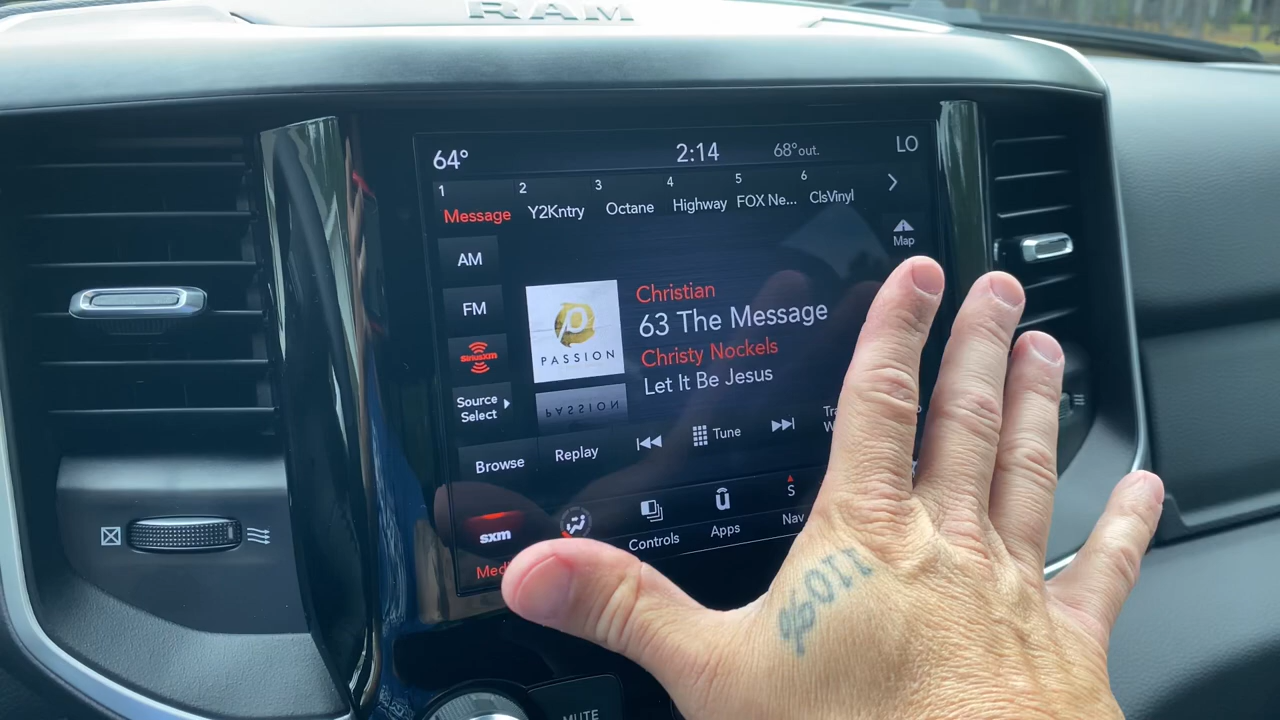 RAM
64° 2:14 68°out. LO
1 2 3 4 5 6
Message Y2Kntry Octane Highway FOX Ne... ClsVinyl
Map
AM
FM
SiriusXM
Source
Select
PASSION
Christian
63 The Message
Christy Nockels
Let It Be Jesus
Browse Replay Tune
sxm Controls Apps Nav
S
MUTE